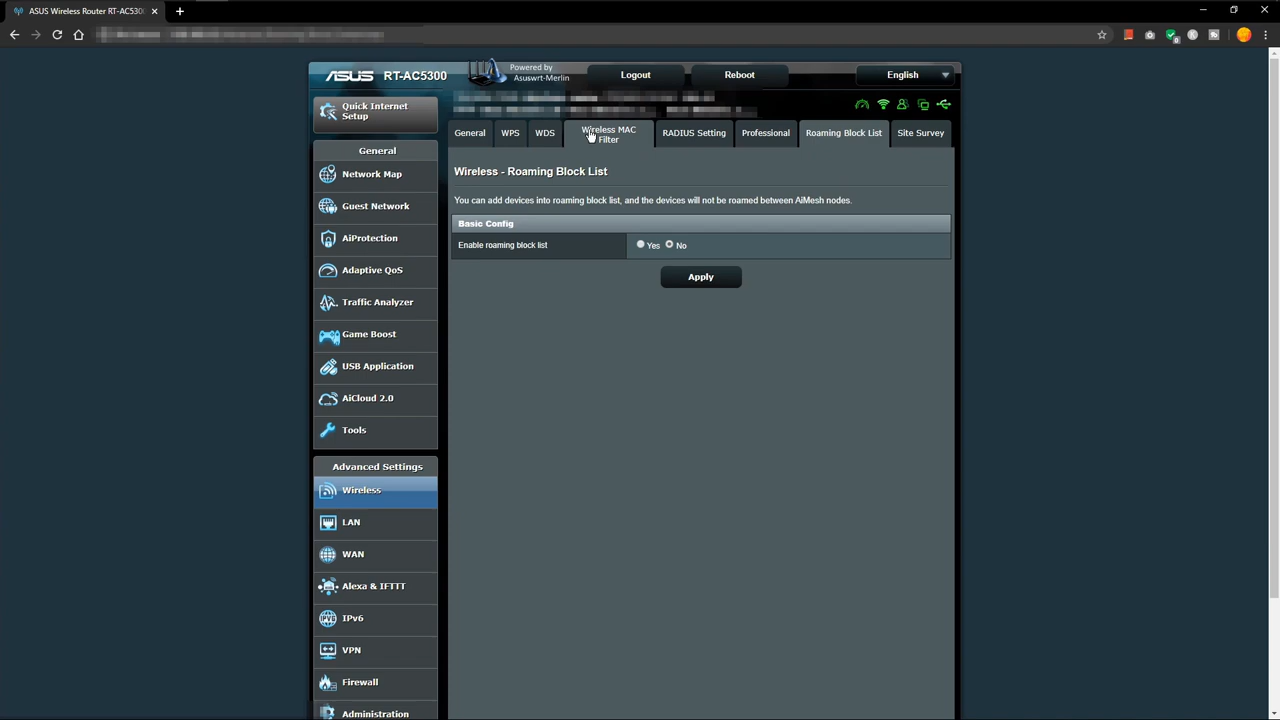 ASUS Wireless Router RT-AC530
ASUS RT-AC5300
Powered by
Asuswrt-Merlin
Logout
Reboot
English
Quick Internet
Setup
General
WPS
WDS
Wireless MAC
Filter
RADIUS Setting
Professional
Roaming Block List
Site Survey
General
Network Map
Guest Network
AiProtection
Adaptive QoS
Traffic Analyzer
Game Boost
USB Application
AiCloud 2.0
Tools
Advanced Settings
Wireless
LAN
WAN
Alexa & IFTTT
IPv6
VPN
Firewall
Administration
Wireless - Roaming Block List
You can add devices into roaming block list, and the devices will not be roamed between AiMesh nodes.
Basic Config
Enable roaming block list
Yes No
Apply